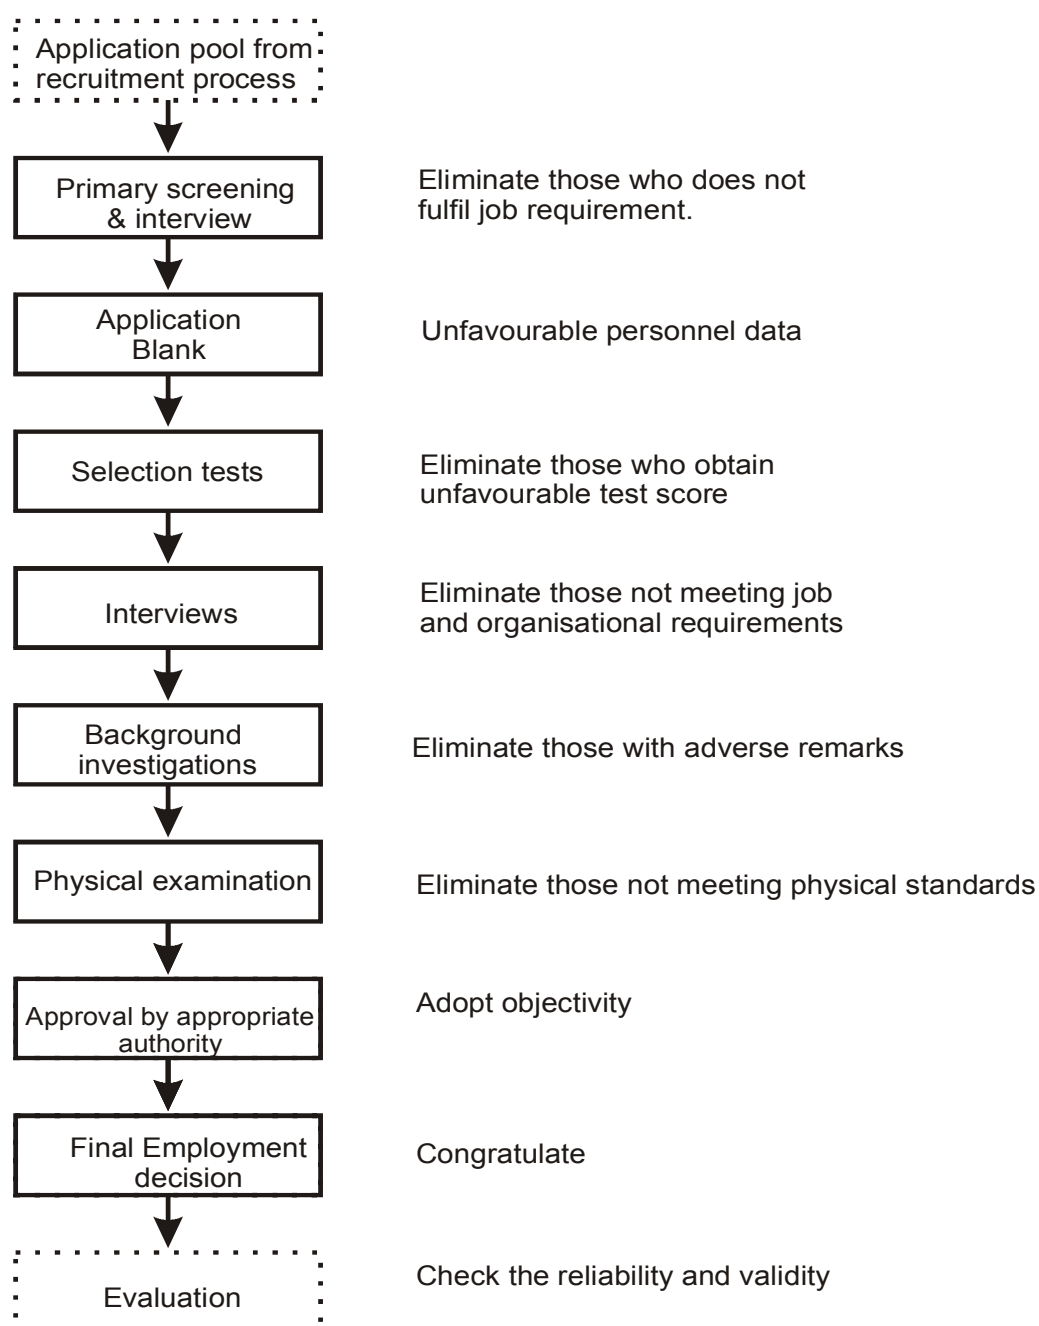 Application pool from
recruitment process
Primary screening
& interview
Eliminate those who does not
fulfil job requirement.
Application
Blank
Unfavourable personnel data
Selection tests
Eliminate those who obtain
unfavourable test score
Interviews
Eliminate those not meeting job
and organisational requirements
Background
investigations
Eliminate those with adverse remarks
Physical examination
Eliminate those not meeting physical standards
Approval by appropriate
authority
Adopt objectivity
Final Employment
decision
Congratulate
Evaluation
Check the reliability and validity